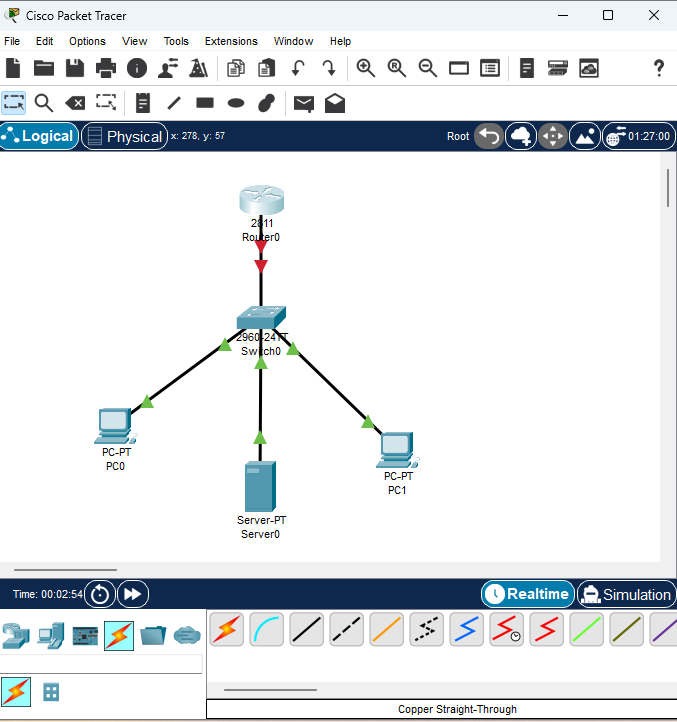 Cisco Packet Tracer
File Edit Options View Tools Extensions Window Help
Logical Physical x: 278, y: 57 Root 01:27:00
2811
Router0
2960-24TT
Switch0
PC-PT
PC0
PC-PT
PC1
Server-PT
Server0
Time: 00:02:54 Realtime Simulation
Copper Straight-Through